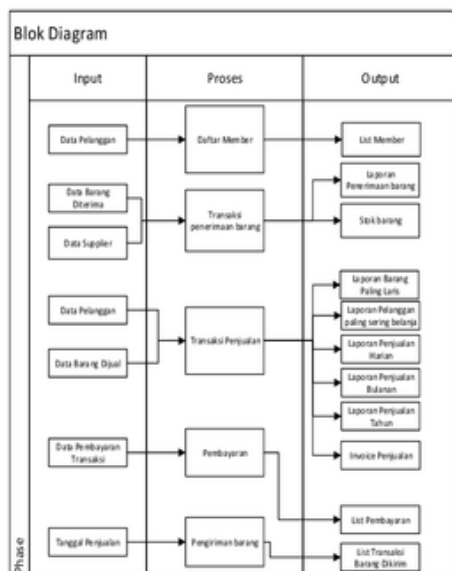 Blok Diagram
Input
Proses
Output
Data Pelanggan
Daftar Member
List Member
Data Barang
Diterima
Data Supplier
Transaksi
penerimaan barang
Laporan
Penerimaan barang
Stok barang
Data Pelanggan
Data Barang Dijual
Transaksi Penjualan
Laporan Barang
Paling Laris
Laporan Pelanggan
paling sering belanja
Laporan Penjualan
Harian
Laporan Penjualan
Bulanan
Laporan Penjualan
Tahun
Invoice Penjualan
Data Pembayaran
Transaksi
Pembayaran
List Pembayaran
Tanggal Penjualan
Pengiriman barang
List Transaksi
Barang Dikirim
Phase